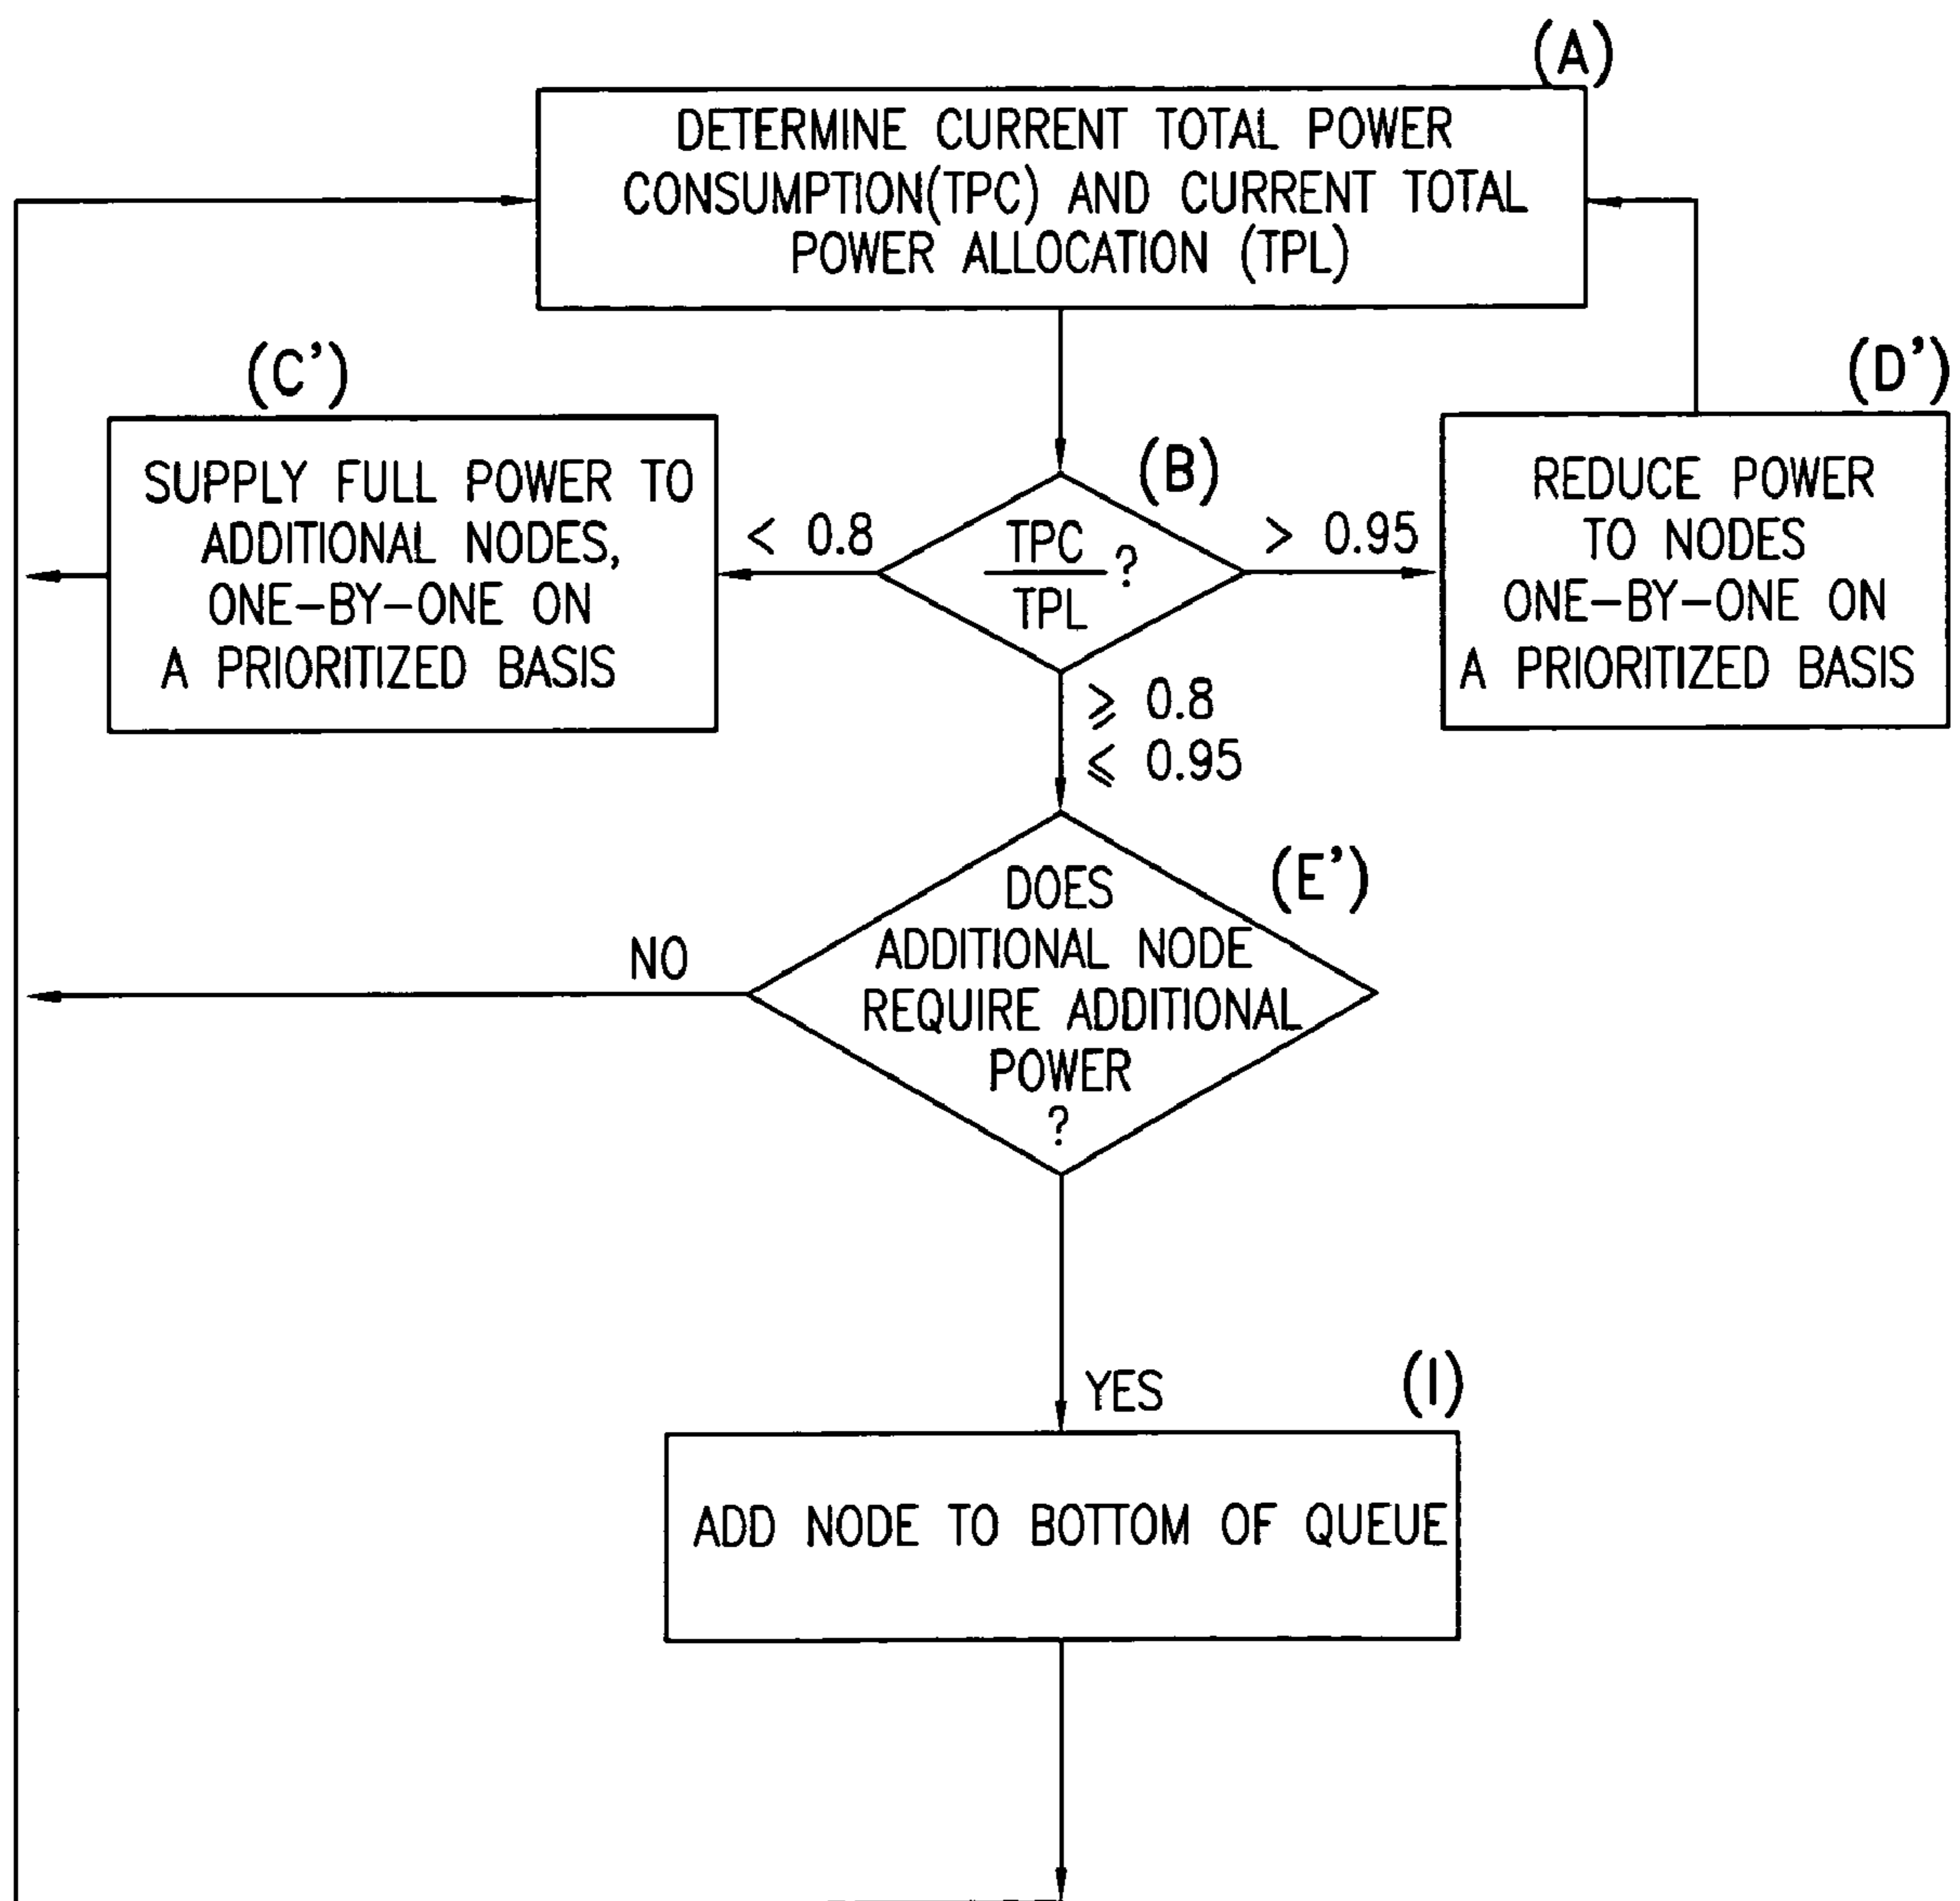 (A)
DETERMINE CURRENT TOTAL POWER
CONSUMPTION(TPC) AND CURRENT TOTAL
POWER ALLOCATION (TPL)
(C')
SUPPLY FULL POWER TO
ADDITIONAL NODES,
ONE-BY-ONE ON
A PRIORITIZED BASIS
< 0.8
(B)
TPC
TPL
?
> 0.95
(D')
REDUCE POWER
TO NODES
ONE-BY-ONE ON
A PRIORITIZED BASIS
⩾ 0.8
⩽ 0.95
(E')
DOES
ADDITIONAL NODE
REQUIRE ADDITIONAL
POWER
?
NO
YES
(I)
ADD NODE TO BOTTOM OF QUEUE